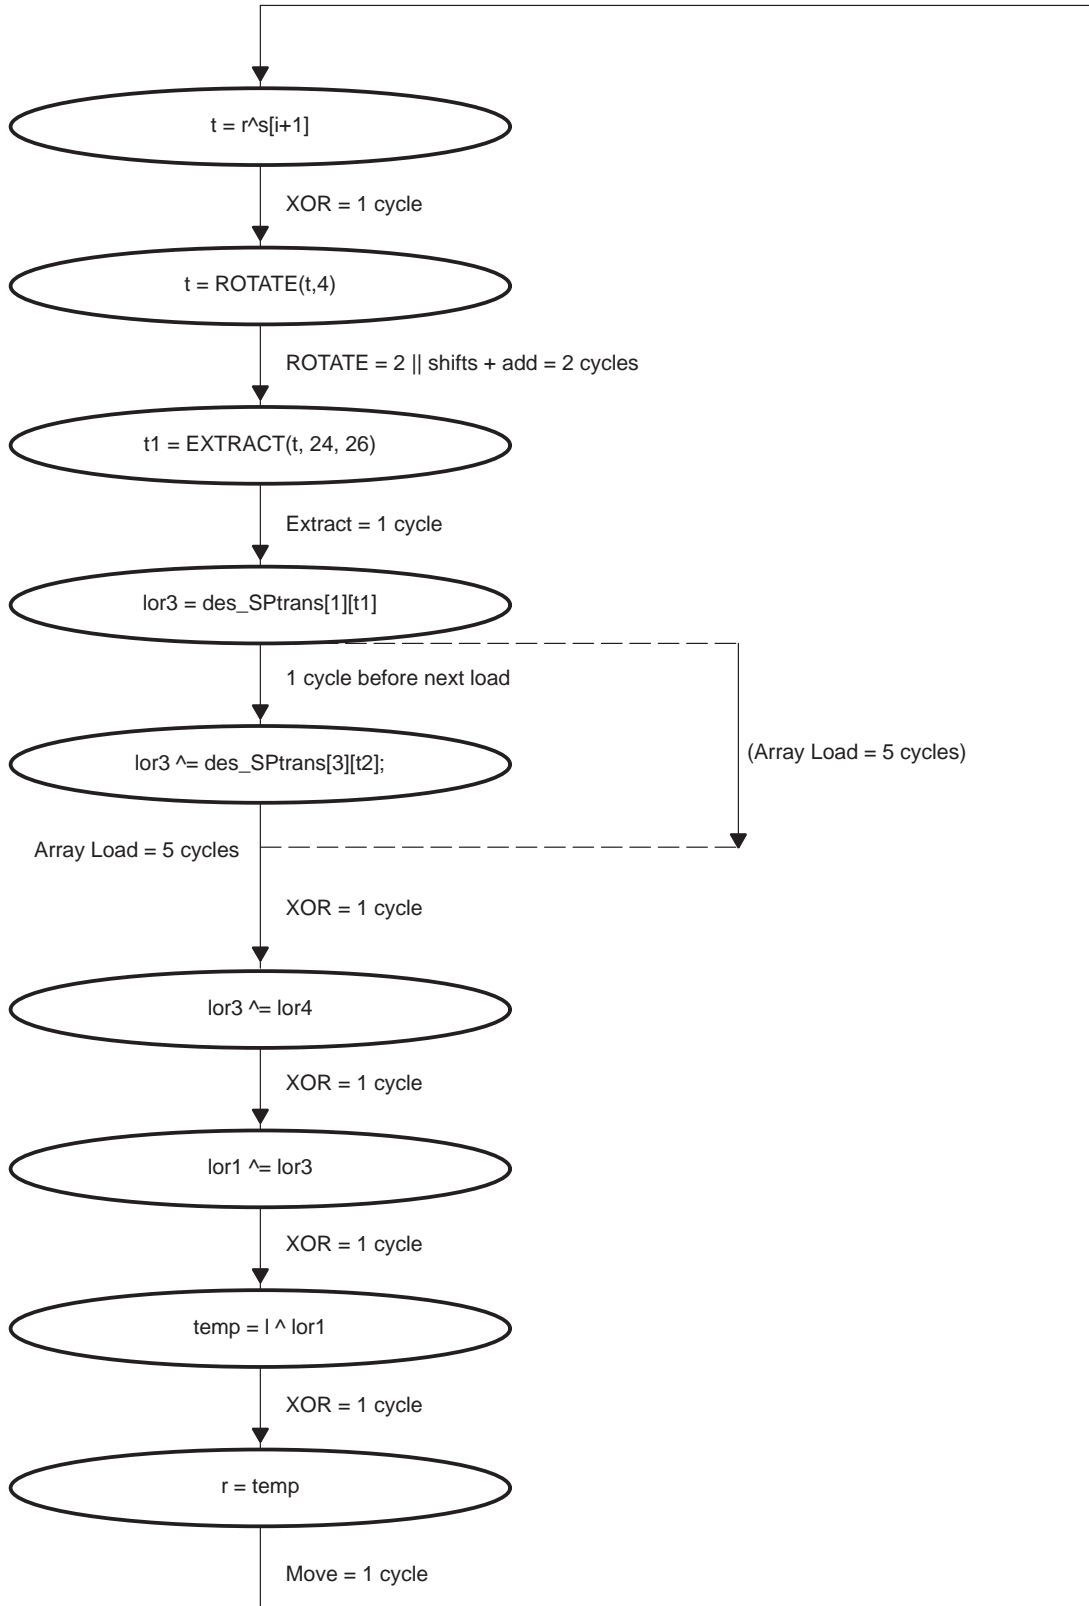 t = r^s[i+1]
XOR = 1 cycle
t = ROTATE(t,4)
ROTATE = 2 || shifts + add = 2 cycles
t1 = EXTRACT(t, 24, 26)
Extract = 1 cycle
lor3 = des_SPtrans[1][t1]
1 cycle before next load
(Array Load = 5 cycles)
lor3 ^= des_SPtrans[3][t2];
Array Load = 5 cycles
XOR = 1 cycle
lor3 ^= lor4
XOR = 1 cycle
lor1 ^= lor3
XOR = 1 cycle
temp = l ^ lor1
XOR = 1 cycle
r = temp
Move = 1 cycle